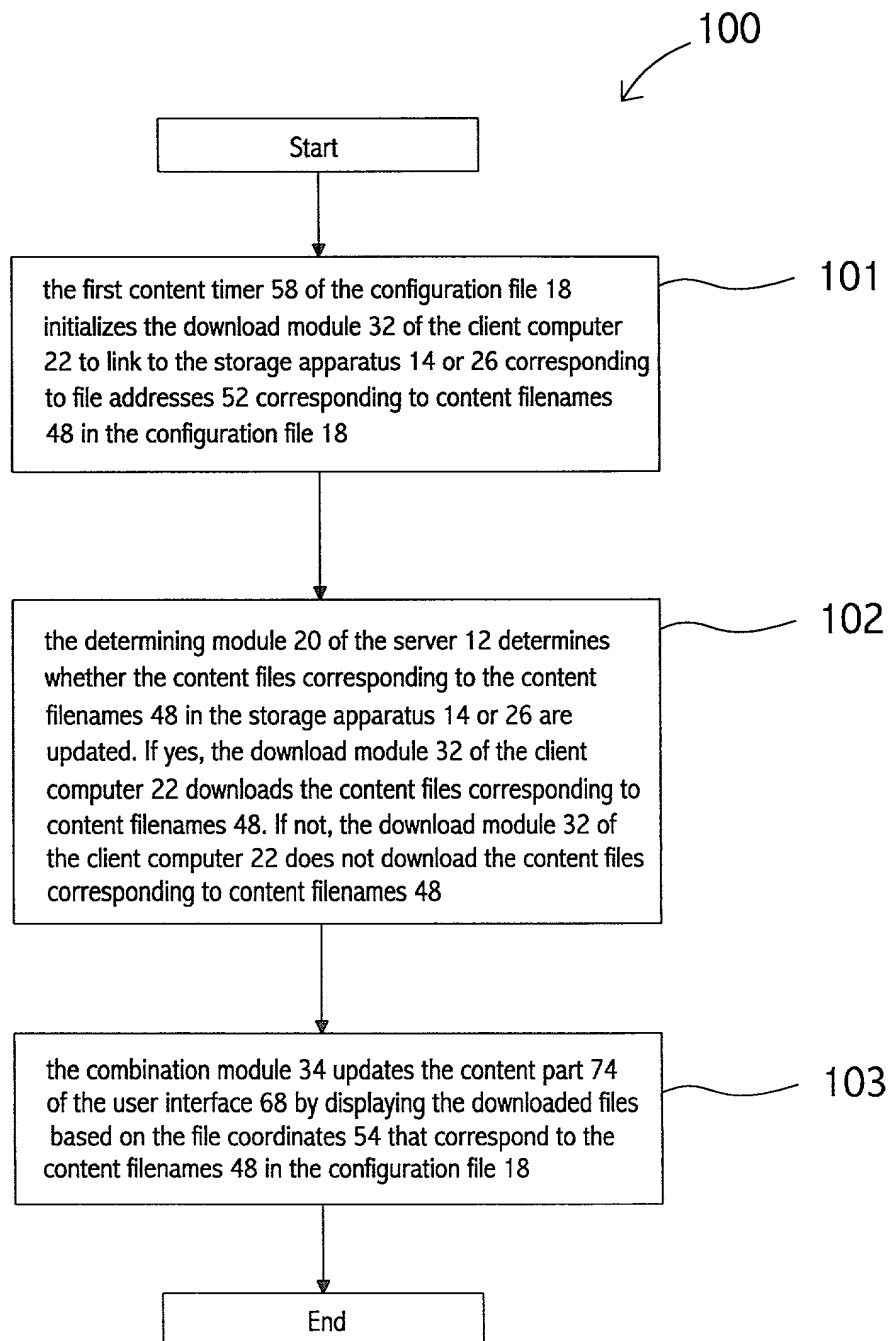 100
Start
101
the first content timer 58 of the configuration file 18
initializes the download module 32 of the client computer
22 to link to the storage apparatus 14 or 26 corresponding
to file addresses 52 corresponding to content filenames
48 in the configuration file 18
102
the determining module 20 of the server 12 determines
whether the content files corresponding to the content
filenames 48 in the storage apparatus 14 or 26 are
updated. If yes, the download module 32 of the client
computer 22 downloads the content files corresponding to
content filenames 48. If not, the download module 32 of
the client computer 22 does not download the content files
corresponding to content filenames 48
103
the combination module 34 updates the content part 74
of the user interface 68 by displaying the downloaded files
based on the file coordinates 54 that correspond to the
content filenames 48 in the configuration file 18
End